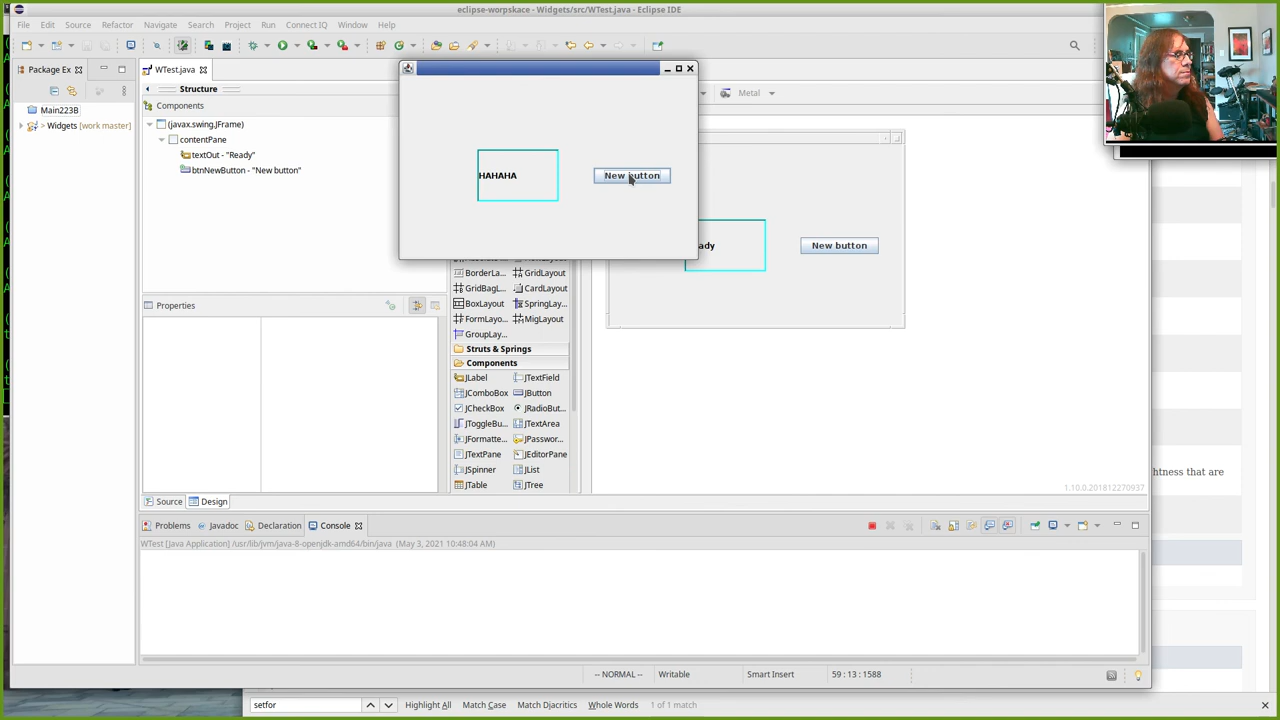 eclipse-worpskace - Widgets/src/WTest.java - Eclipse IDE
File Edit Source Refactor Navigate Search Project Run Connect IQ Window Help
Package Ex
WTest.java
Structure
Components
Metal
Main223B
> Widgets [work master]
(javax.swing.JFrame)
contentPane
textOut - "Ready"
btnNewButton - "New button"
HAHAHA
New button
ady
New button
BorderLa... GridLayout
GridBagL... CardLayout
BoxLayout SpringLay...
FormLayo... MigLayout
GroupLay...
Struts & Springs
Components
JLabel JTextField
JComboBox JButton
JCheckBox JRadioBut...
JToggleBu... JTextArea
JFormatte... JPasswor...
JTextPane JEditorPane
JSpinner JList
JTable JTree
Properties
htness that are
1.10.0.201812270937
Source Design
Problems Javadoc Declaration Console
WTest [Java Application] /usr/lib/jvm/java-8-openjdk-amd64/bin/java (May 3, 2021 10:48:04 AM)
-- NORMAL -- Writable Smart Insert 59 : 13 : 1588
setfor Highlight All Match Case Match Diacritics Whole Words 1 of 1 match